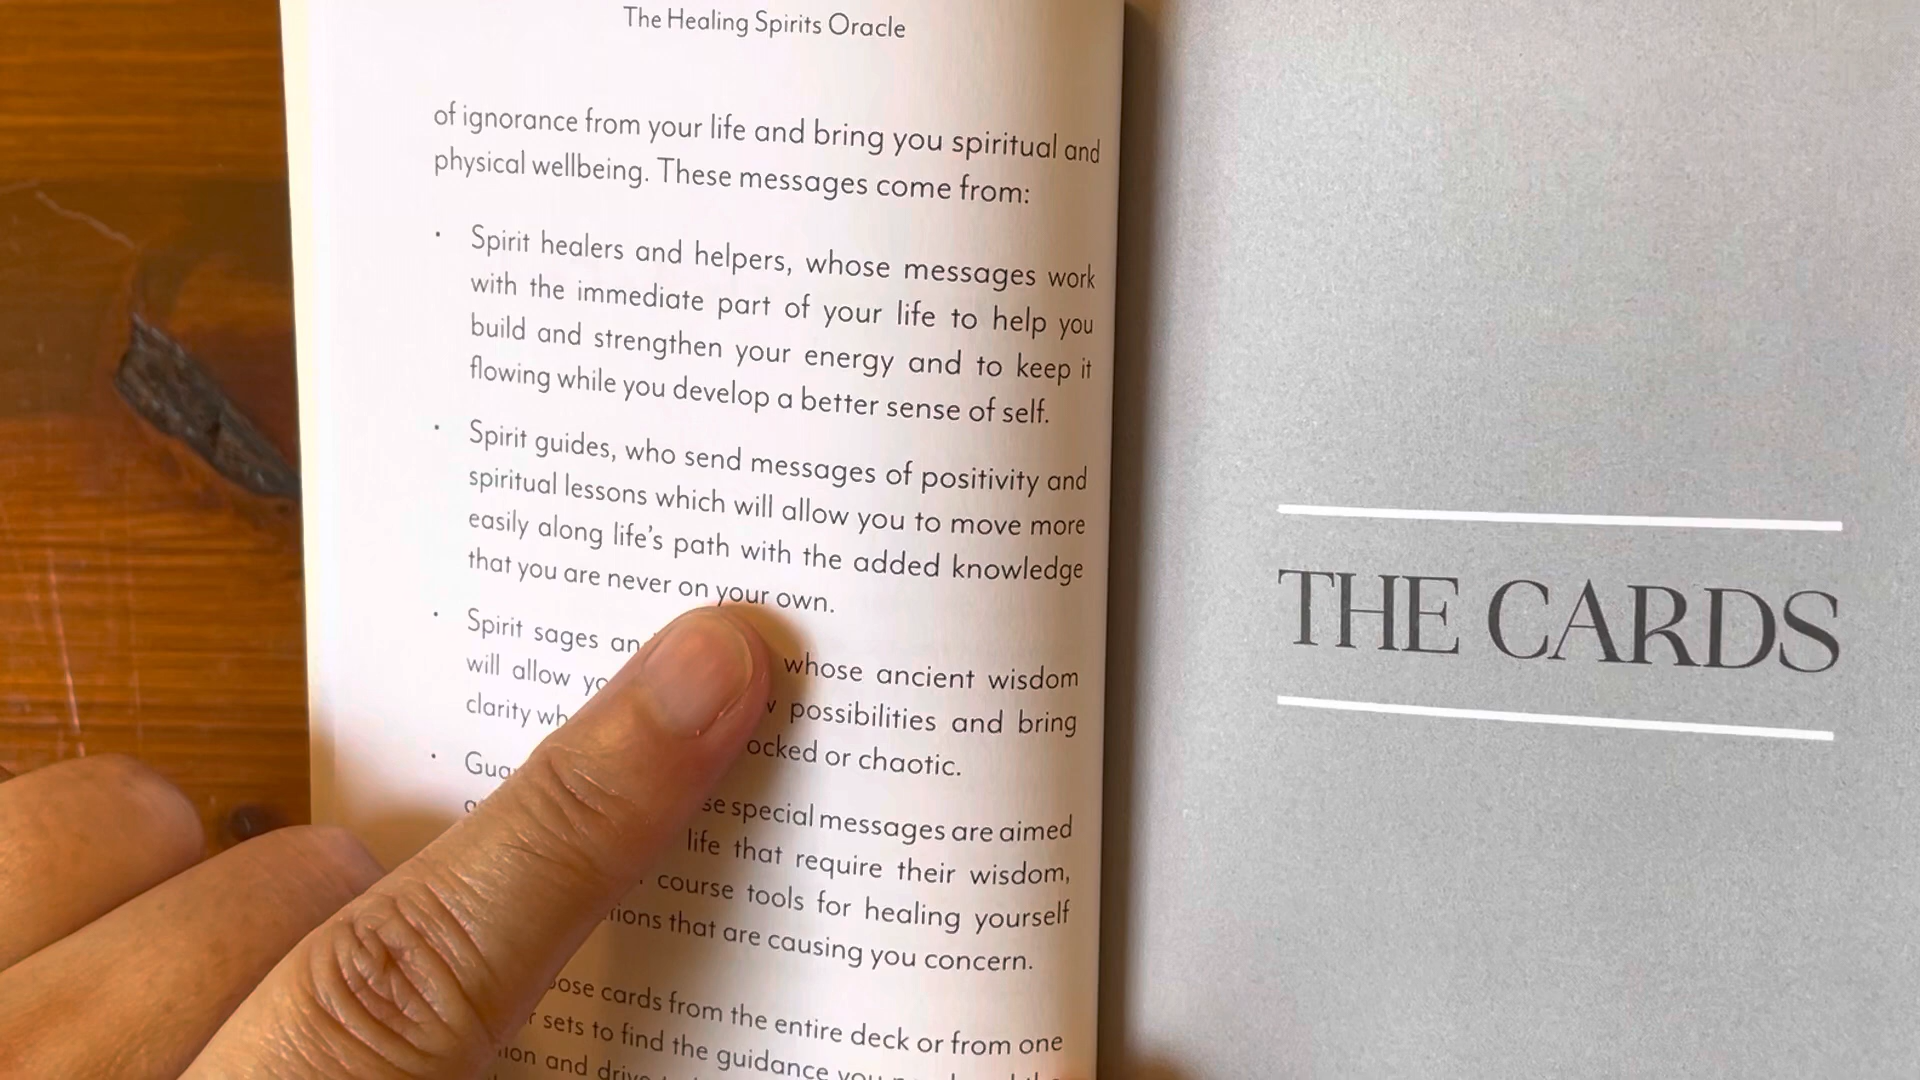 The Healing Spirits Oracle
of ignorance from your life and bring you spiritual and
physical wellbeing. These messages come from:
· Spirit healers and helpers, whose messages work
with the immediate part of your life to help you
build and strengthen your energy and to keep it
flowing while you develop a better sense of self.
· Spirit guides, who send messages of positivity and
spiritual lessons which will allow you to move more
easily along life's path with the added knowledge
that you are never on your own.
· Spirit sages whose ancient wisdom
will allow possibilities and bring
clarity or chaotic.
·
special messages are aimed
life that require their wisdom,
course tools for healing yourself
that are causing you concern.
cards from the entire deck or from one
sets to find the guidance
and
THE CARDS